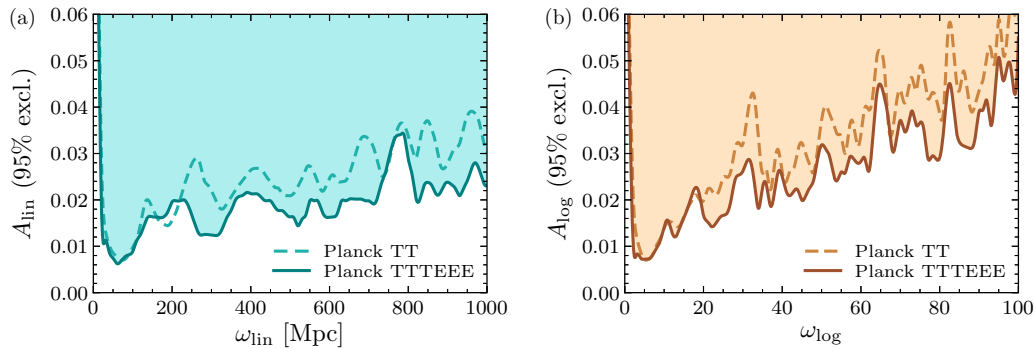 (a)
0.06
0.05
0.04
0.03
0.02
0.01
0.00
A_lin (95% excl.)
0 200 400 600 800 1000
ω_lin [Mpc]
Planck TT
Planck TTTEEE
(b)
0.06
0.05
0.04
0.03
0.02
0.01
0.00
A_log (95% excl.)
0 20 40 60 80 100
ω_log
Planck TT
Planck TTTEEE